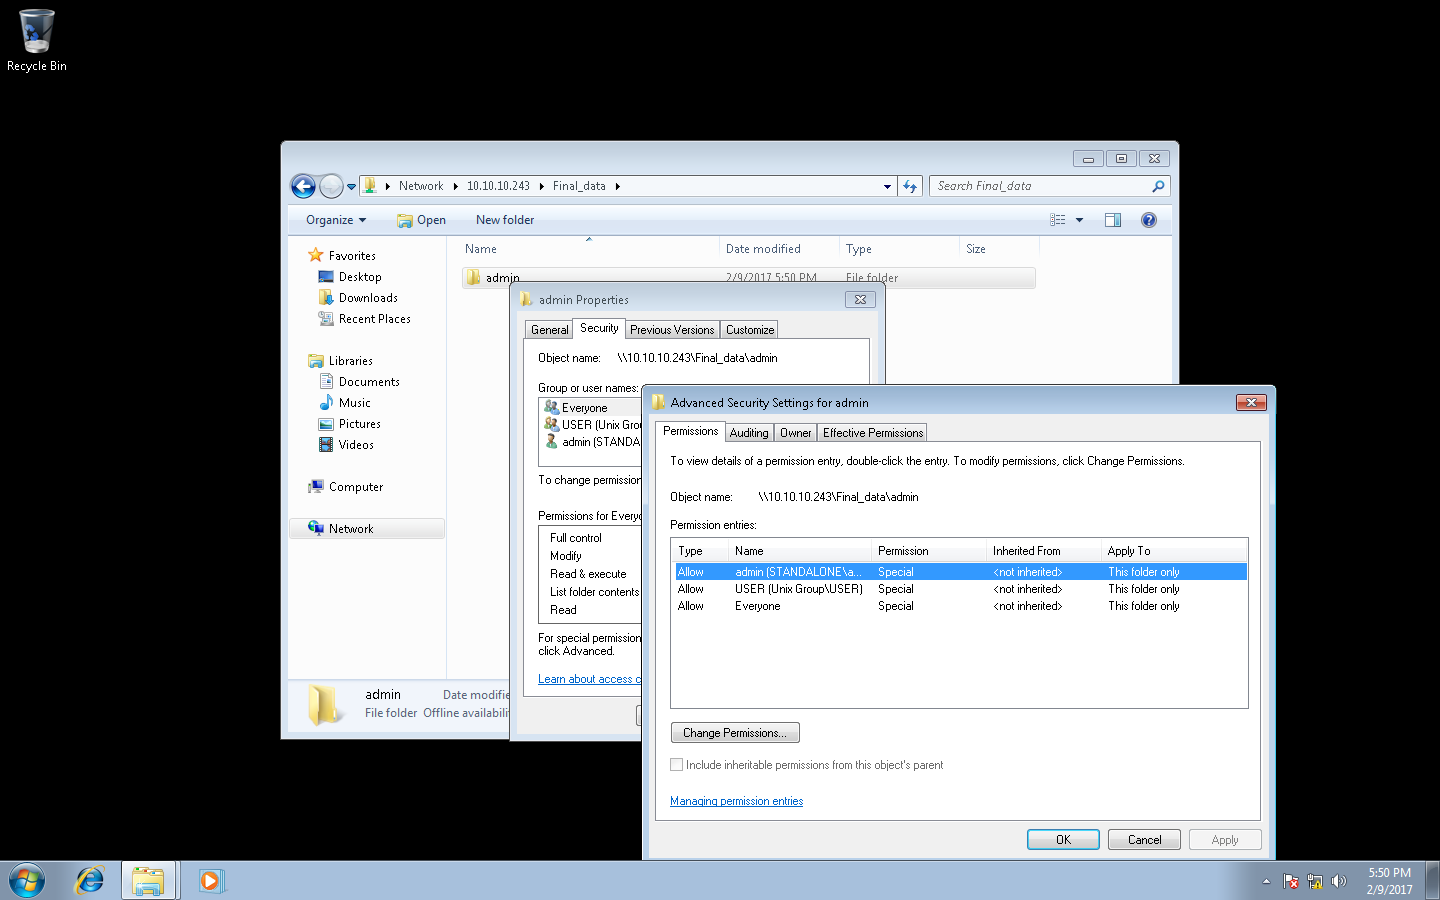 Recycle Bin
Network 10.10.10.243 Final_data
Search Final_data
Organize Open New folder
Name Date modified Type Size
Favorites
Desktop
Downloads
Recent Places
Libraries
Documents
Music
Pictures
Videos
Computer
Network
admin 2/9/2017 5:50 PM File folder
admin Date modifie
File folder Offline availabili
admin Properties
General Security Previous Versions Customize
Object name: \\10.10.10.243\Final_data\admin
Group or user names:
Everyone
USER (Unix Grou
admin (STANDA
To change permission
Permissions for Everyo
Full control
Modify
Read & execute
List folder contents
Read
For special permission
click Advanced.
Learn about access c
Advanced Security Settings for admin
Permissions Auditing Owner Effective Permissions
To view details of a permission entry, double-click the entry. To modify permissions, click Change Permissions.
Object name: \\10.10.10.243\Final_data\admin
Permission entries:
Type Name Permission Inherited From Apply To
Allow admin (STANDALONE\a... Special <not inherited> This folder only
Allow USER (Unix Group\USER) Special <not inherited> This folder only
Allow Everyone Special <not inherited> This folder only
Change Permissions...
Include inheritable permissions from this object's parent
Managing permission entries
OK Cancel Apply
5:50 PM
2/9/2017